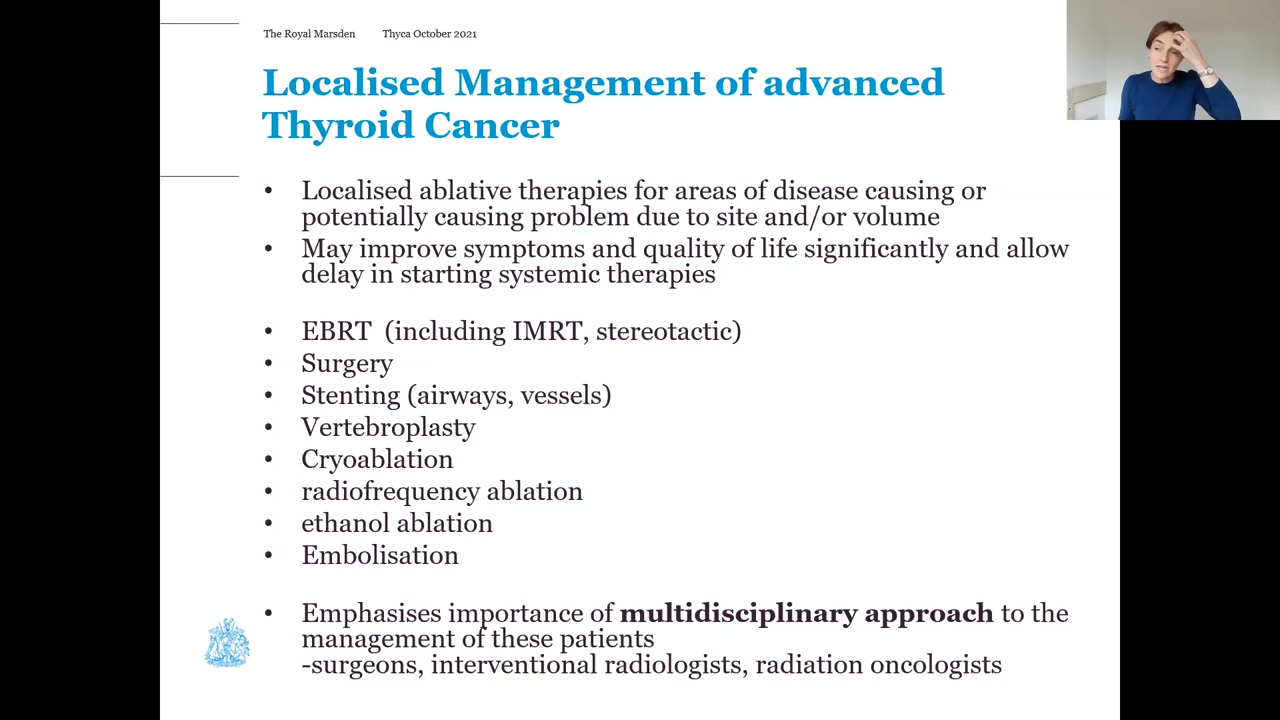 The Royal Marsden Thyca October 2021
Localised Management of advanced
Thyroid Cancer
• Localised ablative therapies for areas of disease causing or
potentially causing problem due to site and/or volume
• May improve symptoms and quality of life significantly and allow
delay in starting systemic therapies
• EBRT (including IMRT, stereotactic)
• Surgery
• Stenting (airways, vessels)
• Vertebroplasty
• Cryoablation
• radiofrequency ablation
• ethanol ablation
• Embolisation
• Emphasises importance of multidisciplinary approach to the
management of these patients
-surgeons, interventional radiologists, radiation oncologists